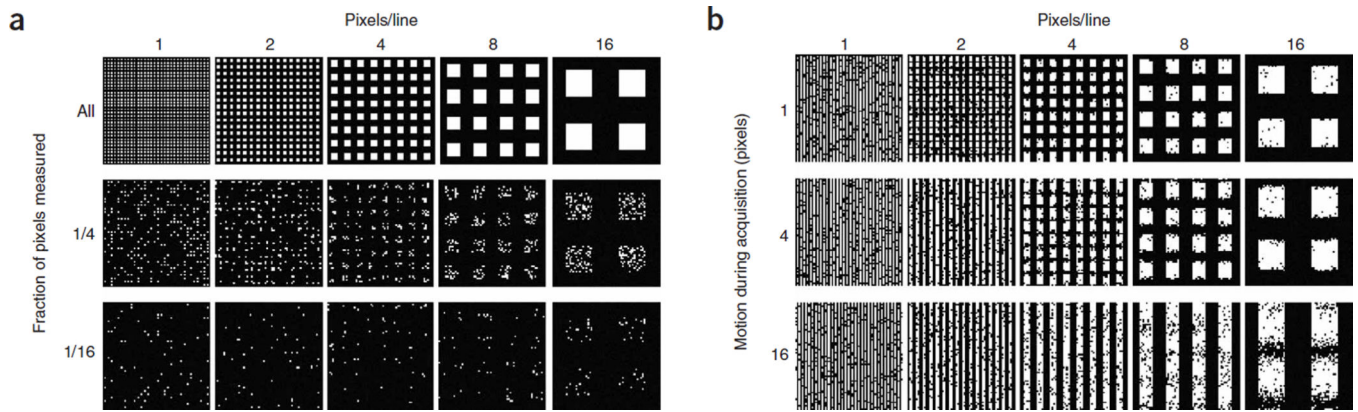 a
Pixels/line
1 2 4 8 16
Fraction of pixels measured
All
1/4
1/16
b
Pixels/line
1 2 4 8 16
Motion during acquisition (pixels)
1
4
16